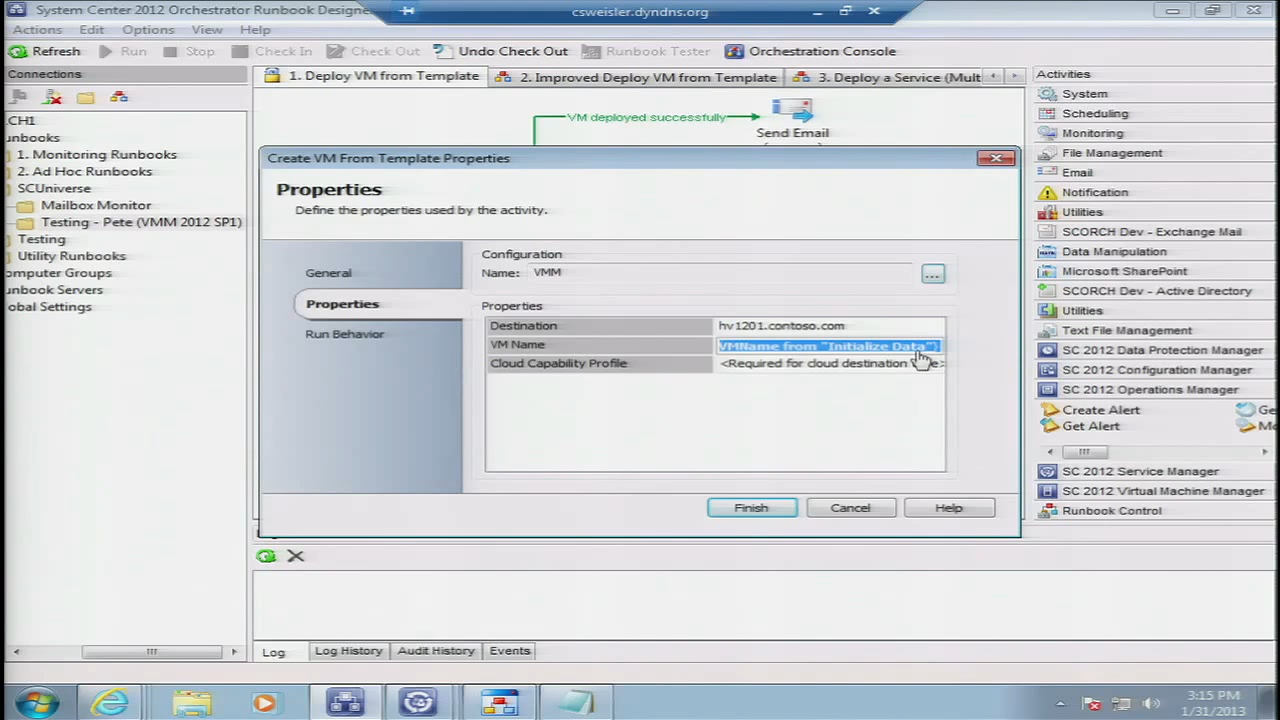 System Center 2012 Orchestrator Runbook Designe
csweisler.dyndns.org
Actions Edit Options View Help
Refresh Run Stop Check In Check Out Undo Check Out Runbook Tester Orchestration Console
Connections
1. Deploy VM from Template
2. Improved Deploy VM from Template
3. Deploy a Service (Mult
Activities
CH1
unbooks
1. Monitoring Runbooks
2. Ad Hoc Runbooks
SCUniverse
Mailbox Monitor
Testing - Pete (VMM 2012 SP1)
Testing
Utility Runbooks
omputer Groups
unbook Servers
lobal Settings
VM deployed successfully
Send Email
Create VM From Template Properties
Properties
Define the properties used by the activity.
General
Properties
Run Behavior
Configuration
Name: VMM
...
Properties
Destination hv1201.contoso.com
VM Name VMName from "Initialize Data"}
Cloud Capability Profile <Required for cloud destination
Finish Cancel Help
System
Scheduling
Monitoring
File Management
Email
Notification
Utilities
SCORCH Dev - Exchange Mail
Data Manipulation
Microsoft SharePoint
SCORCH Dev - Active Directory
Utilities
Text File Management
SC 2012 Data Protection Manager
SC 2012 Configuration Manager
SC 2012 Operations Manager
Create Alert Ge
Get Alert Mo
SC 2012 Service Manager
SC 2012 Virtual Machine Manager
Runbook Control
Log Log History Audit History Events
3:15 PM
1/31/2013